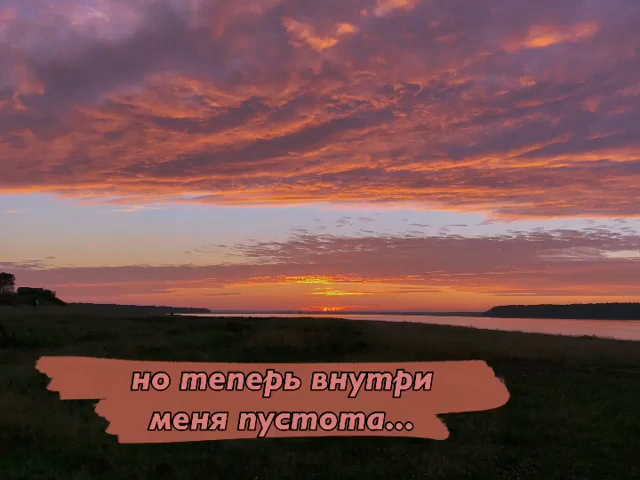 но теперь внутри
меня пустота...